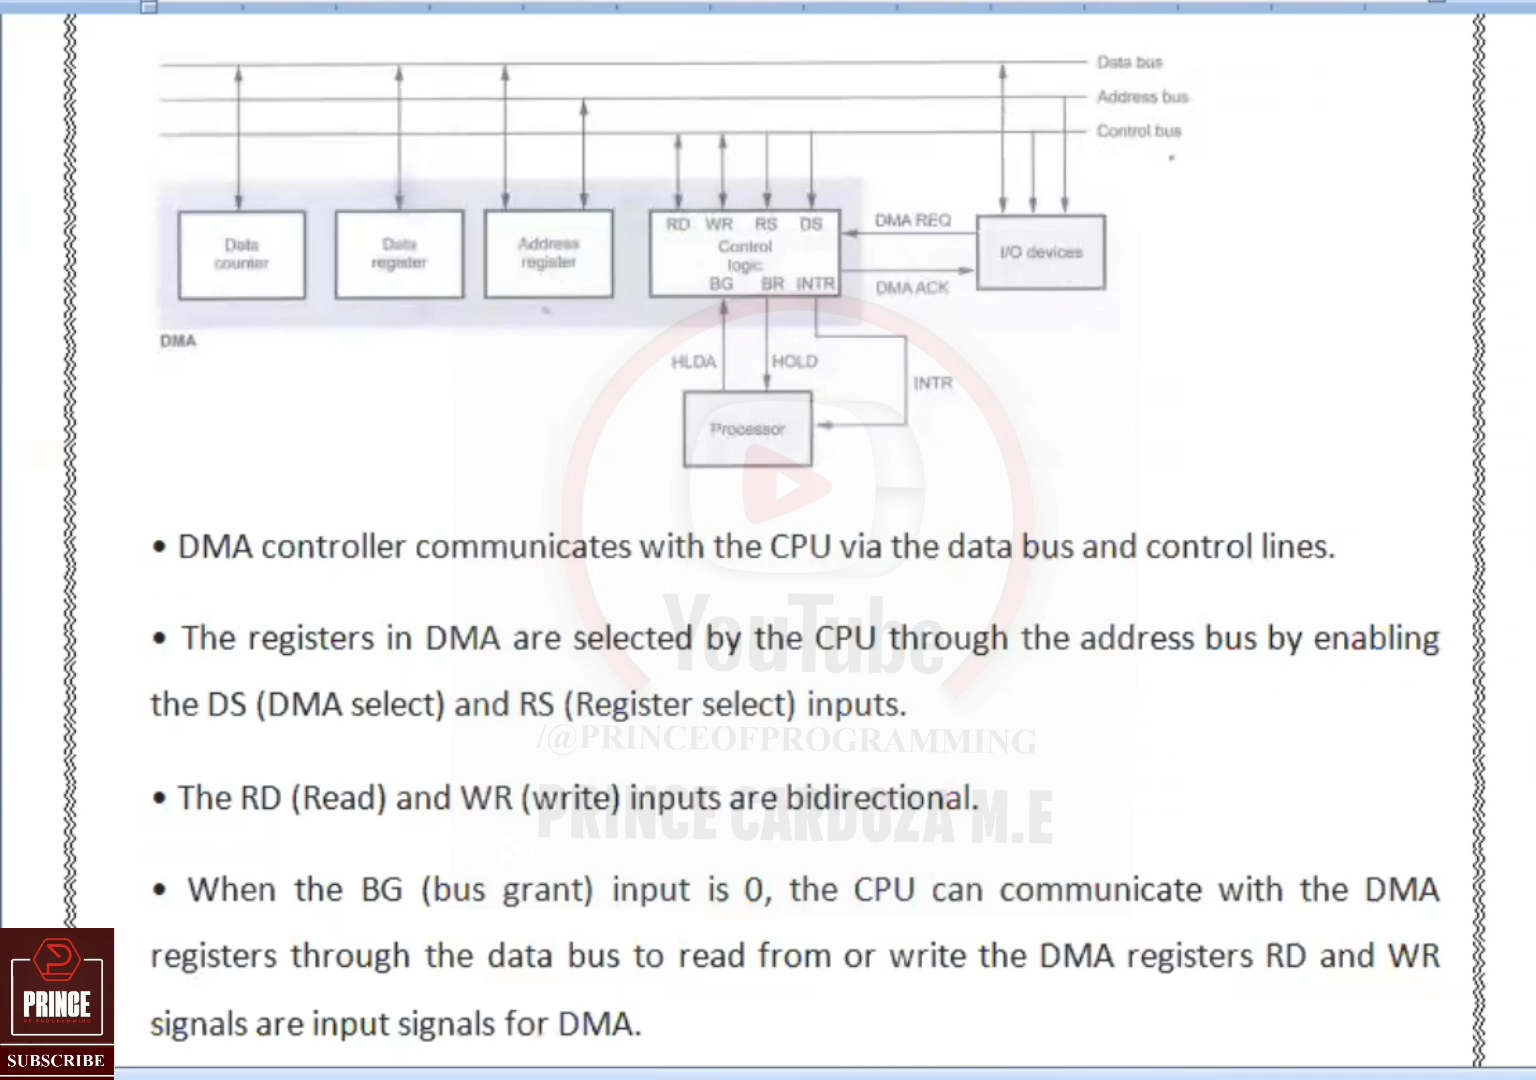 Data bus
Address bus
Control bus
RD WR RS DS
DMA REQ
Data
counter
Data
register
Address
register
Control
logic
I/O devices
BG BR INTR
DMA ACK
DMA
HLDA
HOLD
INTR
Processor
• DMA controller communicates with the CPU via the data bus and control lines.
• The registers in DMA are selected by the CPU through the address bus by enabling
the DS (DMA select) and RS (Register select) inputs.
• The RD (Read) and WR (write) inputs are bidirectional.
• When the BG (bus grant) input is 0, the CPU can communicate with the DMA
registers through the data bus to read from or write the DMA registers RD and WR
signals are input signals for DMA.
YouTube
/@PRINCEOFPROGRAMMING
PRINCE CARDOZA M.E
PRINCE
OF PROGRAMMING
SUBSCRIBE